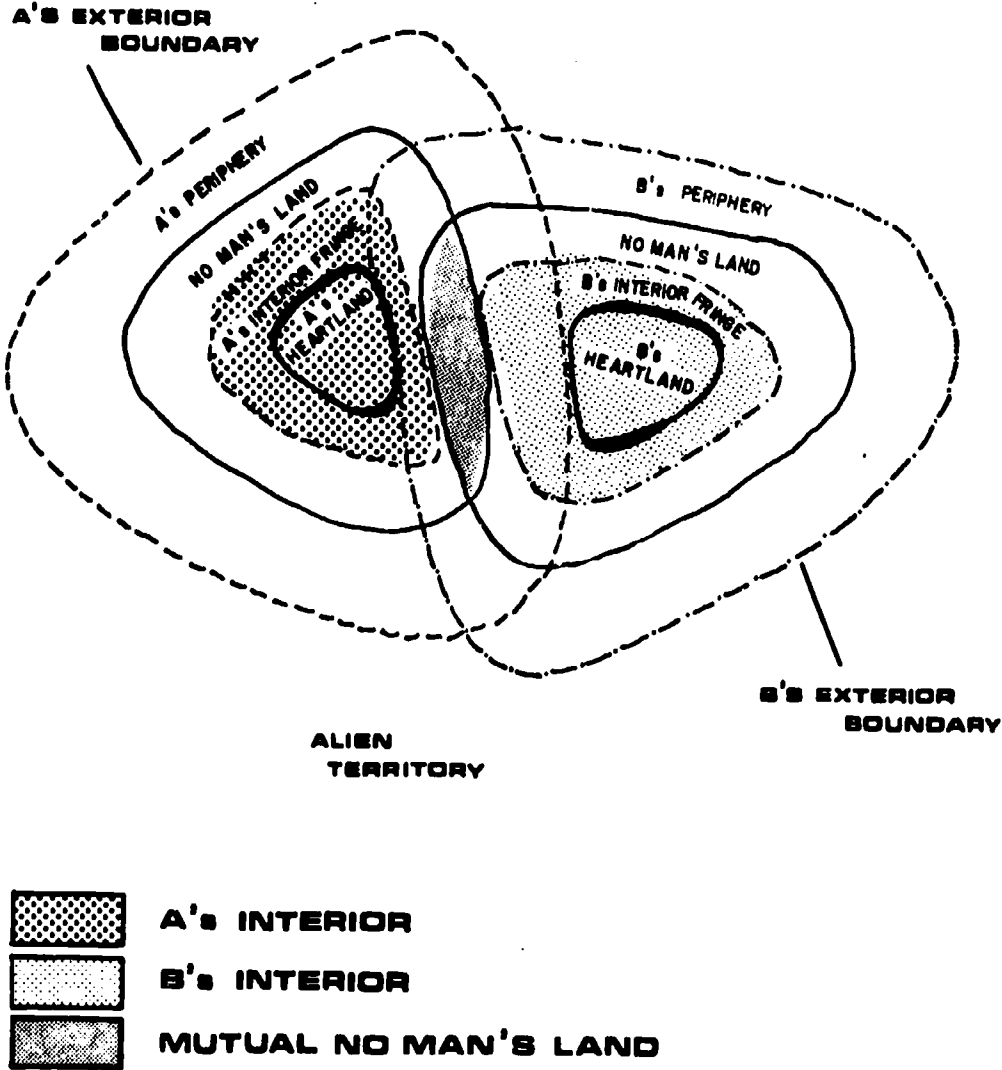 A's EXTERIOR
BOUNDARY
A's PERIPHERY
NO MAN'S LAND
A's INTERIOR FRINGE
A's
HEARTLAND
B's PERIPHERY
NO MAN'S LAND
B's INTERIOR FRINGE
B's
HEARTLAND
B's EXTERIOR
BOUNDARY
ALIEN
TERRITORY
A's INTERIOR
B's INTERIOR
MUTUAL NO MAN'S LAND